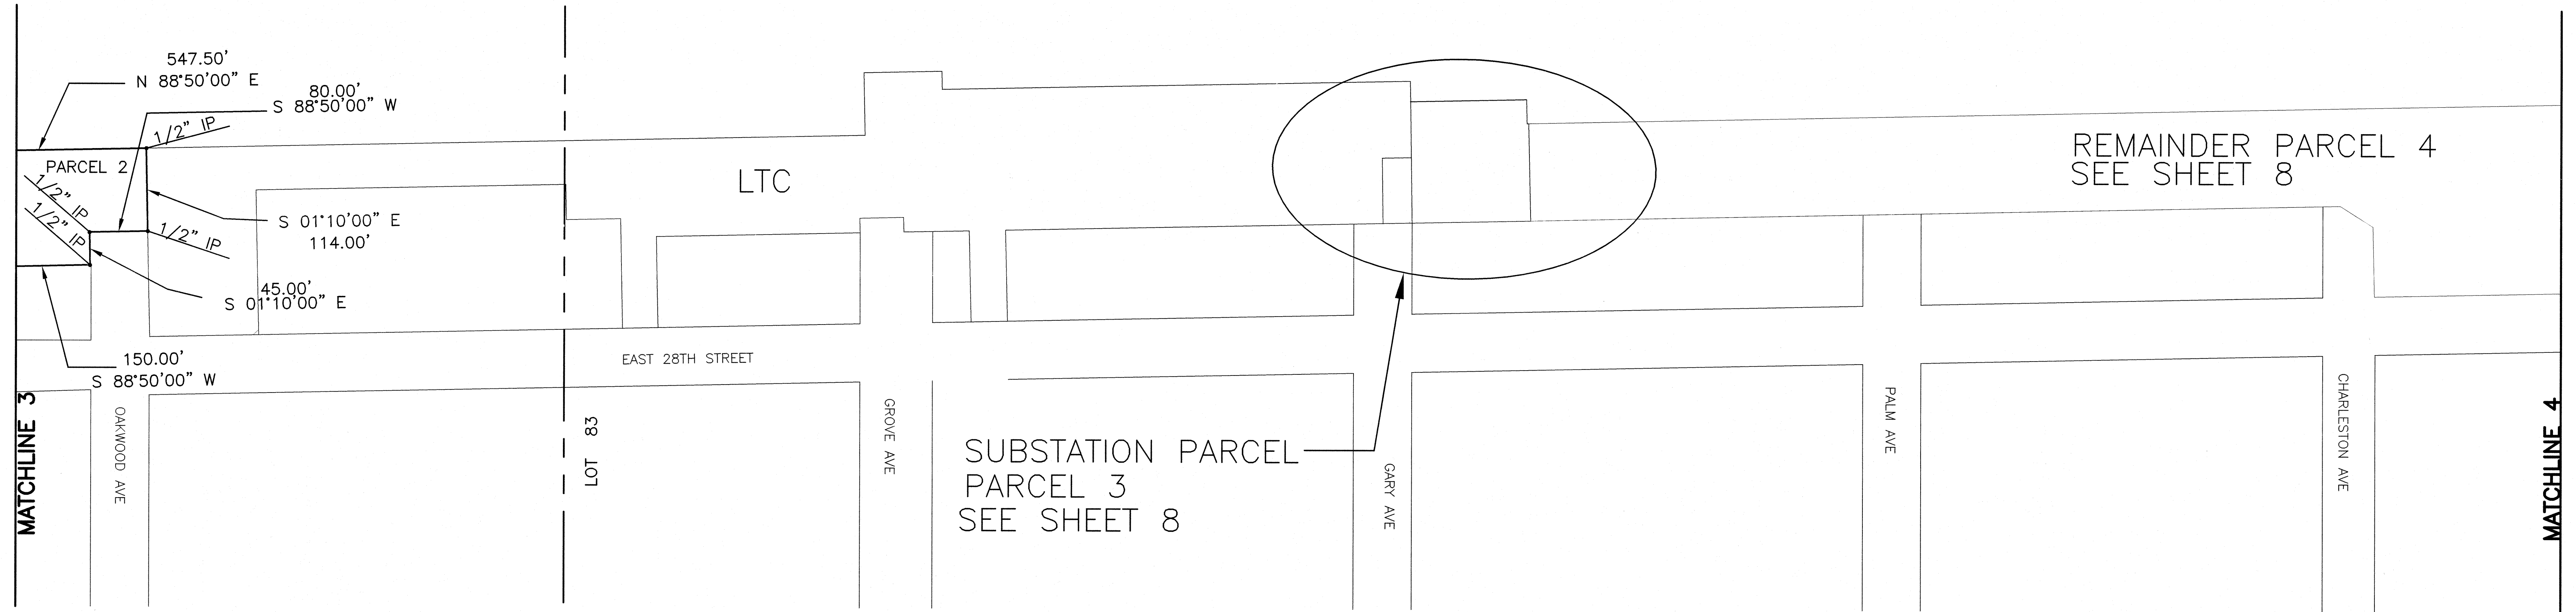 547.50'
N 88°50'00" E
80.00'
S 88°50'00" W
1/2" IP
PARCEL 2
1/2" IP
1/2" IP
S 01°10'00" E
114.00'
1/2" IP
45.00'
S 01°10'00" E
150.00'
S 88°50'00" W
MATCHLINE 3
OAKWOOD AVE
LOT 83
LTC
EAST 28TH STREET
GROVE AVE
SUBSTATION PARCEL
PARCEL 3
SEE SHEET 8
GARY AVE
REMAINDER PARCEL 4
SEE SHEET 8
PALM AVE
CHARLESTON AVE
MATCHLINE 4